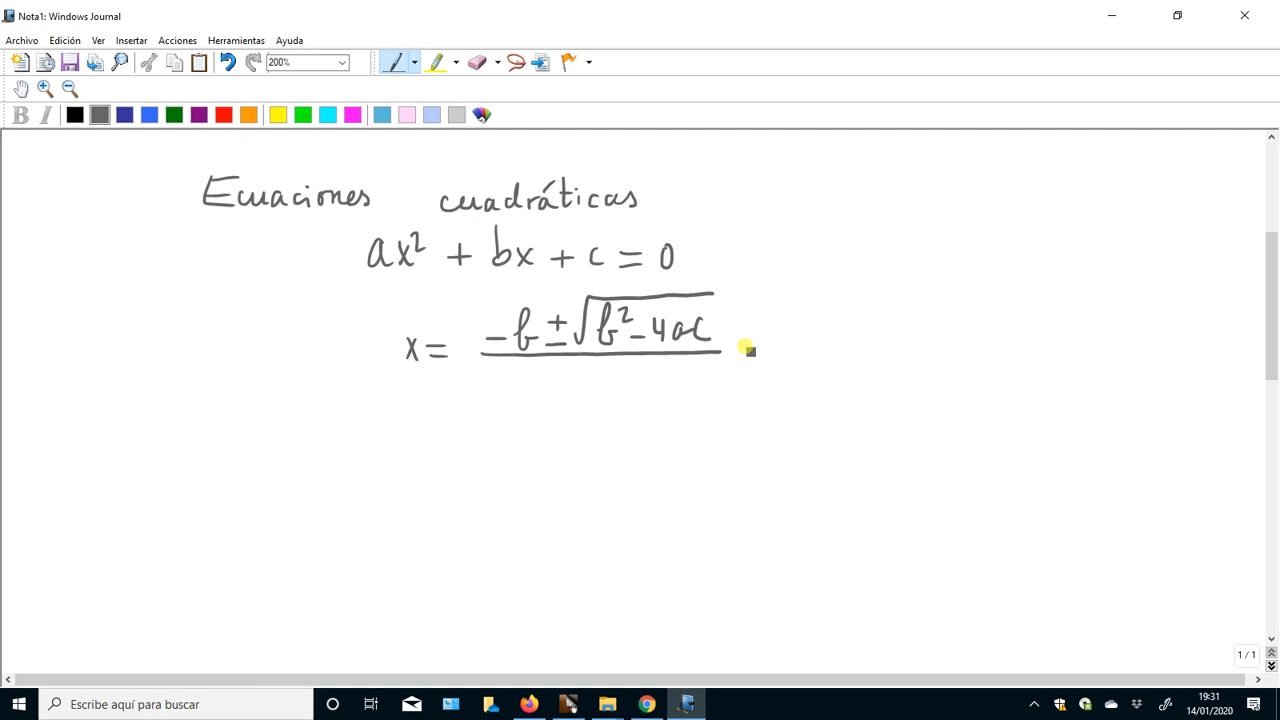 Nota1: Windows Journal
Archivo Edición Ver Insertar Acciones Herramientas Ayuda
200%
B I
Ecuaciones cuadráticas
ax² + bx + c = 0
x = -b ± √b² - 4ac
1 / 1
Escribe aquí para buscar
19:31
14/01/2020